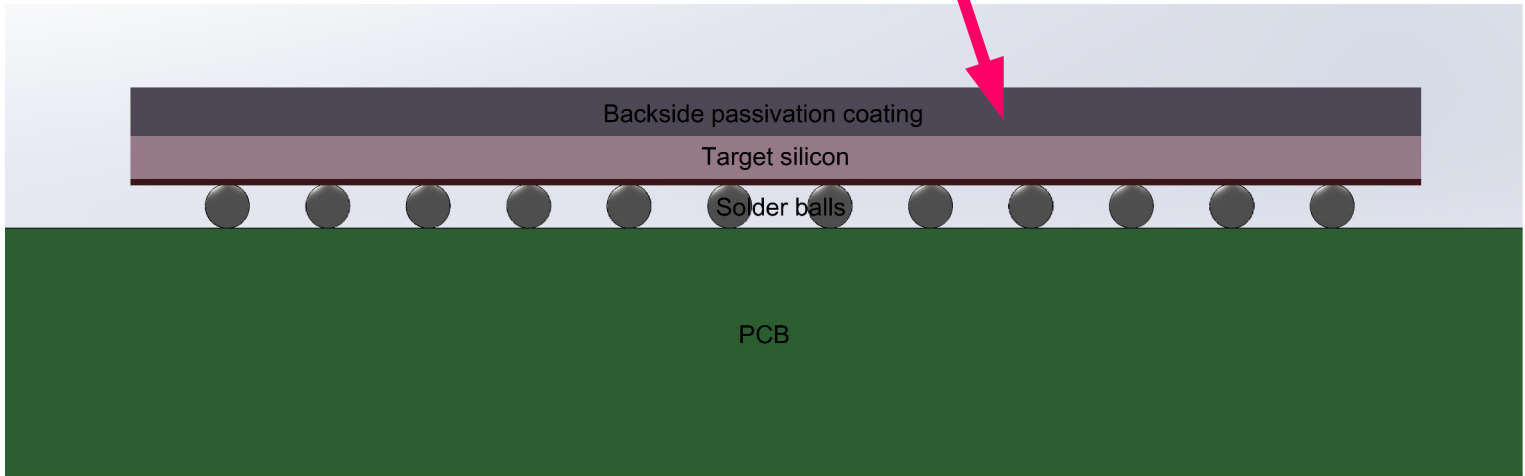 Backside passivation coating
Target silicon
Solder balls
PCB